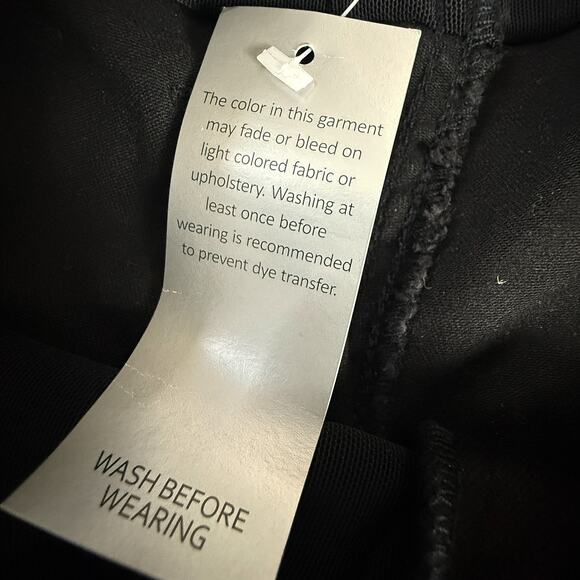 The color in this garment
may fade or bleed on
light colored fabric or
upholstery. Washing at
least once before
wearing is recommended
to prevent dye transfer.
WASH BEFORE
WEARING